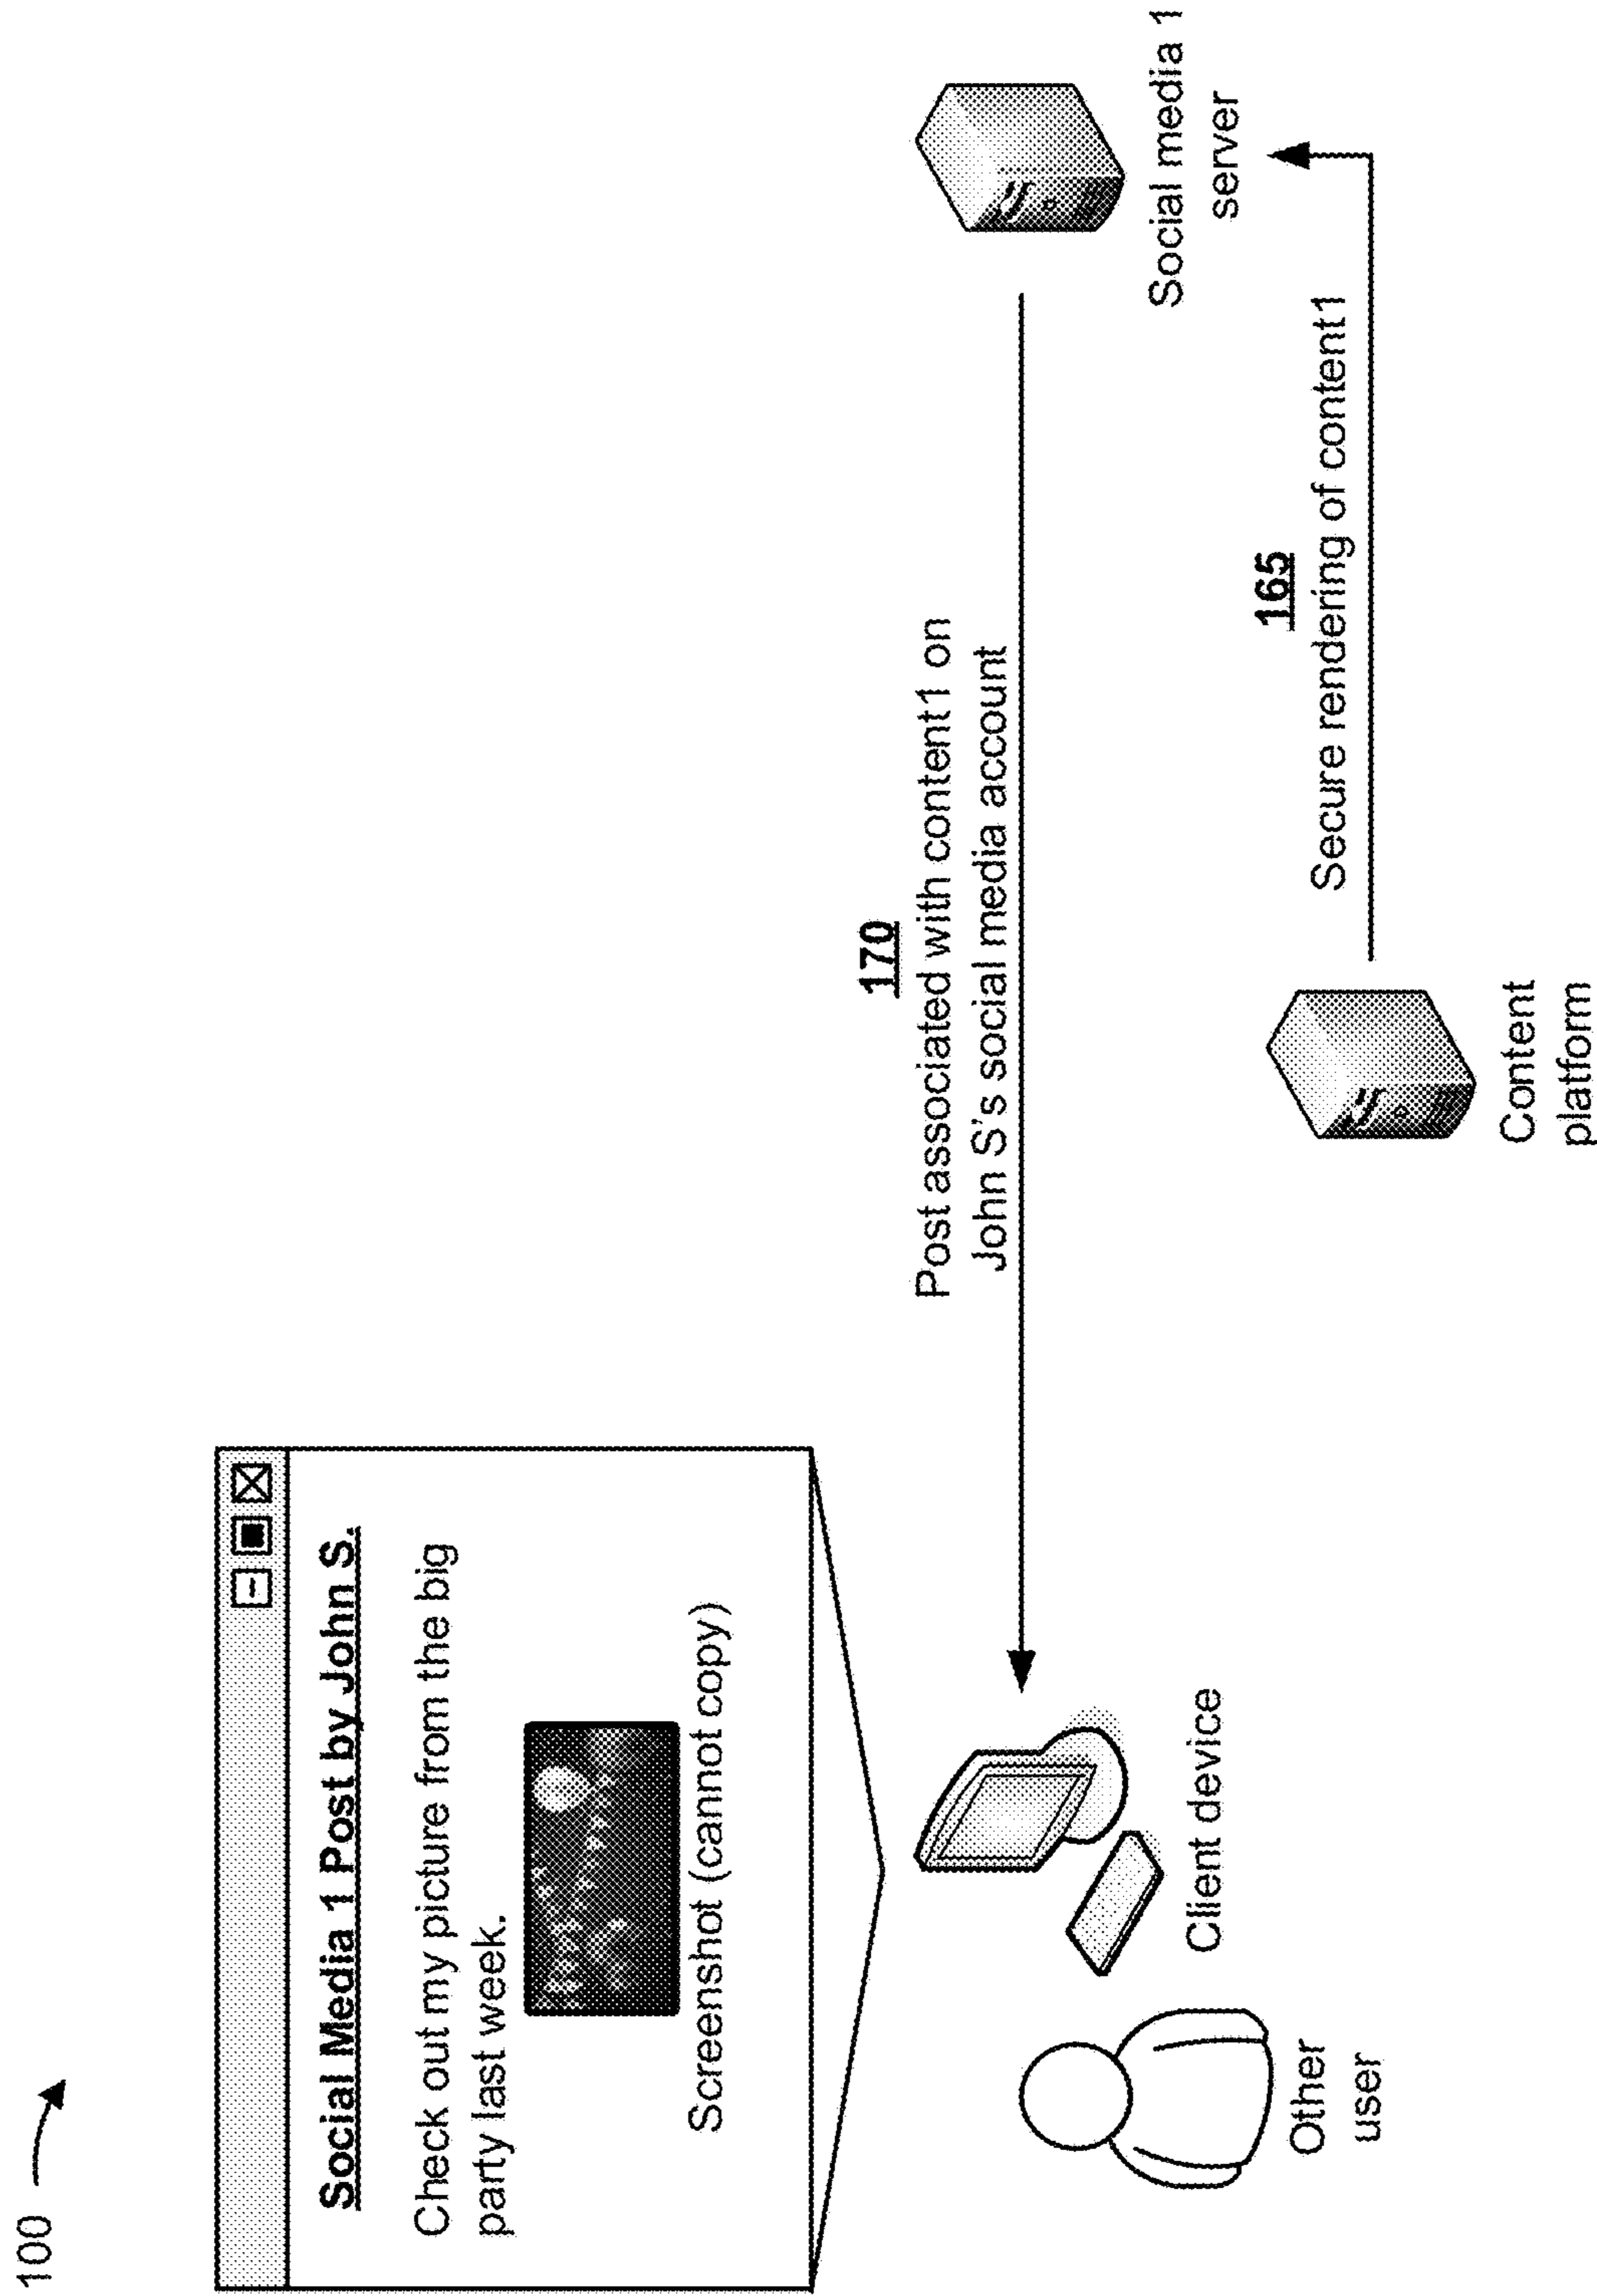 100
Social Media 1 Post by John S.
Check out my picture from the big
party last week.
Screenshot (cannot copy)
170
Post associated with content1 on
John S's social media account
Other
user
Client device
Social media 1
server
165
Secure rendering of content1
Content
platform